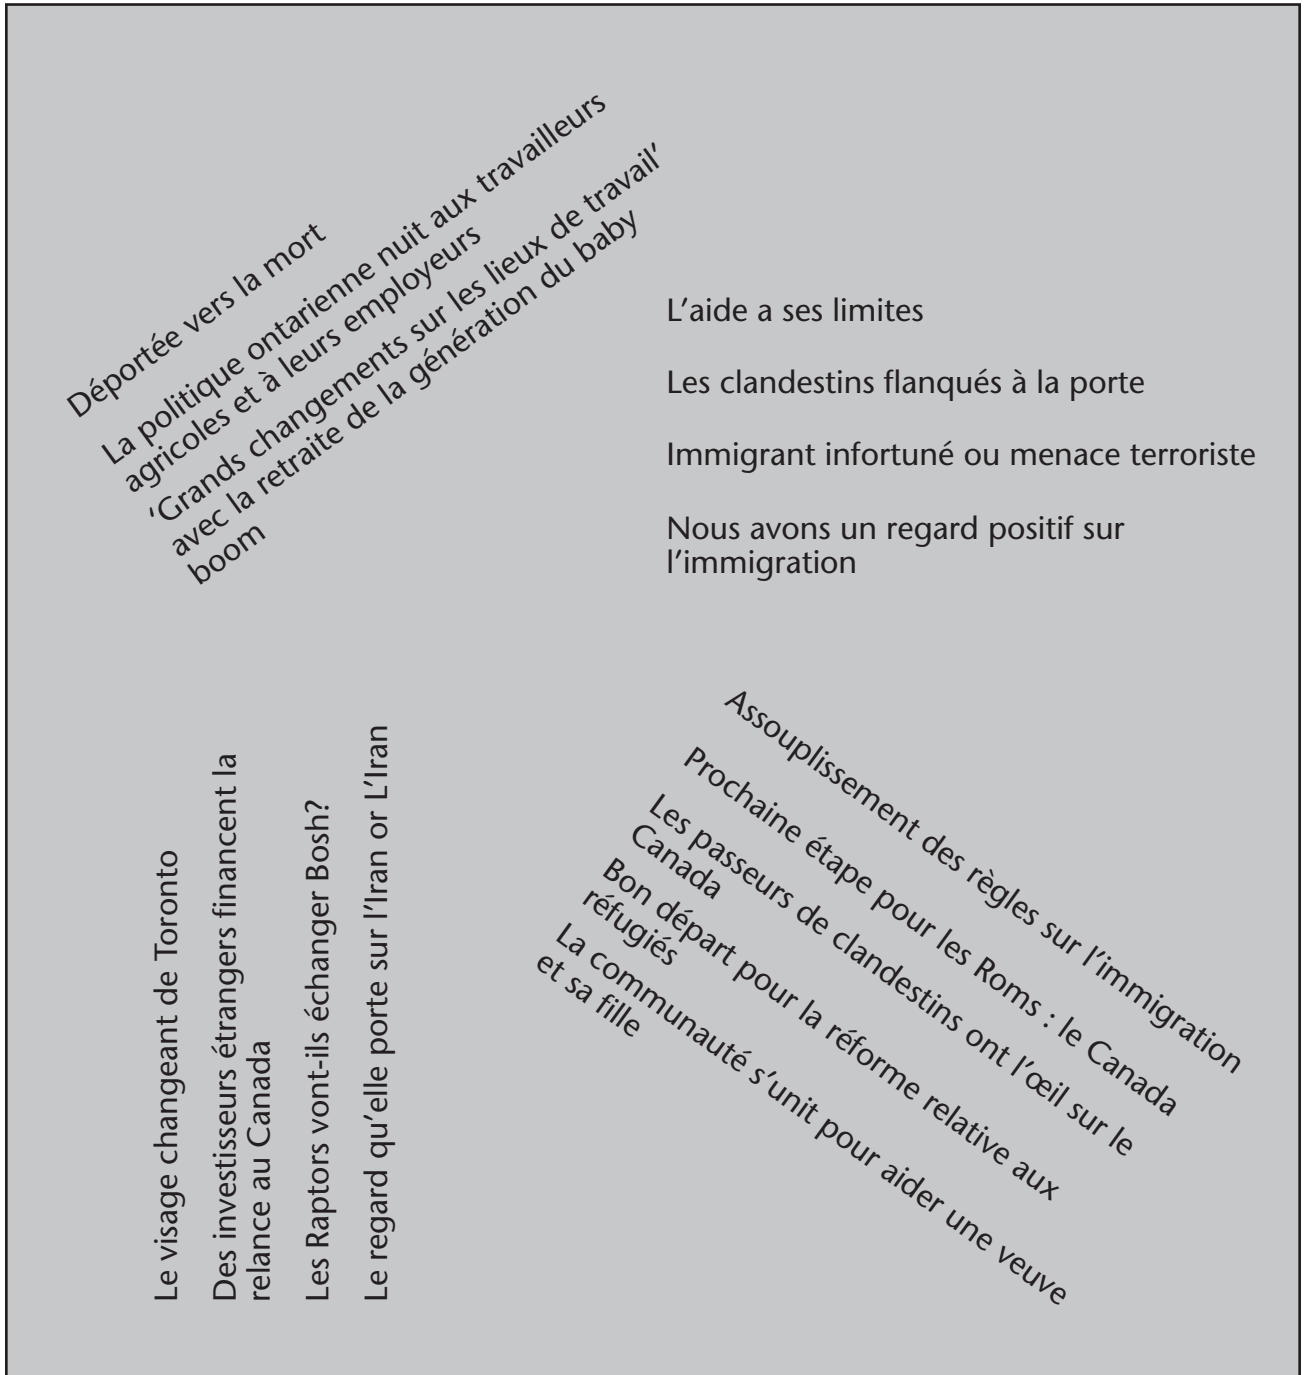 Déportée vers la mort
La politique ontarienne nuit aux travailleurs
agricoles et à leurs employeurs
‘Grands changements sur les lieux de travail’
avec la retraite de la génération du baby
boom
L’aide a ses limites
Les clandestins flanqués à la porte
Immigrant infortuné ou menace terroriste
Nous avons un regard positif sur
l’immigration
Le visage changeant de Toronto
Des investisseurs étrangers financent la
relance au Canada
Les Raptors vont-ils échanger Bosh?
Le regard qu’elle porte sur l’Iran or L’Iran
Assouplissement des règles sur l’immigration
Prochaine étape pour les Roms : le Canada
Les passeurs de clandestins ont l’œil sur le
Canada
Bon départ pour la réforme relative aux
réfugiés
La communauté s’unit pour aider une veuve
et sa fille